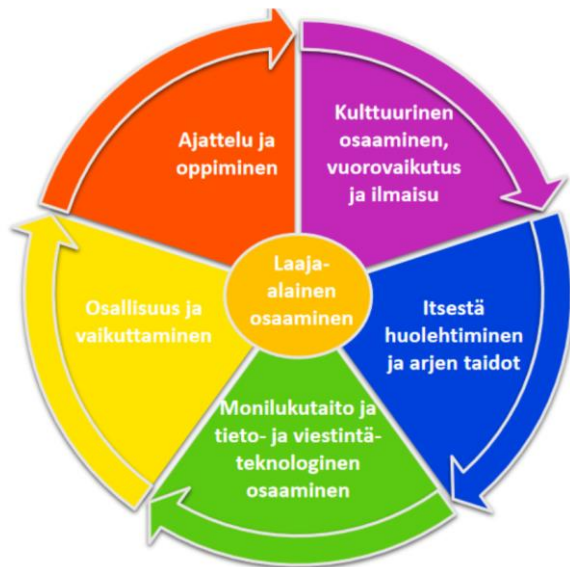 Ajattelu ja
oppiminen
Kulttuurinen
osaaminen,
vuorovaikutus
ja ilmaisu
Laaja-
alainen
osaaminen
Osallisuus ja
vaikuttaminen
Itsestä
huolehtiminen
ja arjen taidot
Monilukutaito ja
tieto- ja viestintä-
teknologinen
osaaminen